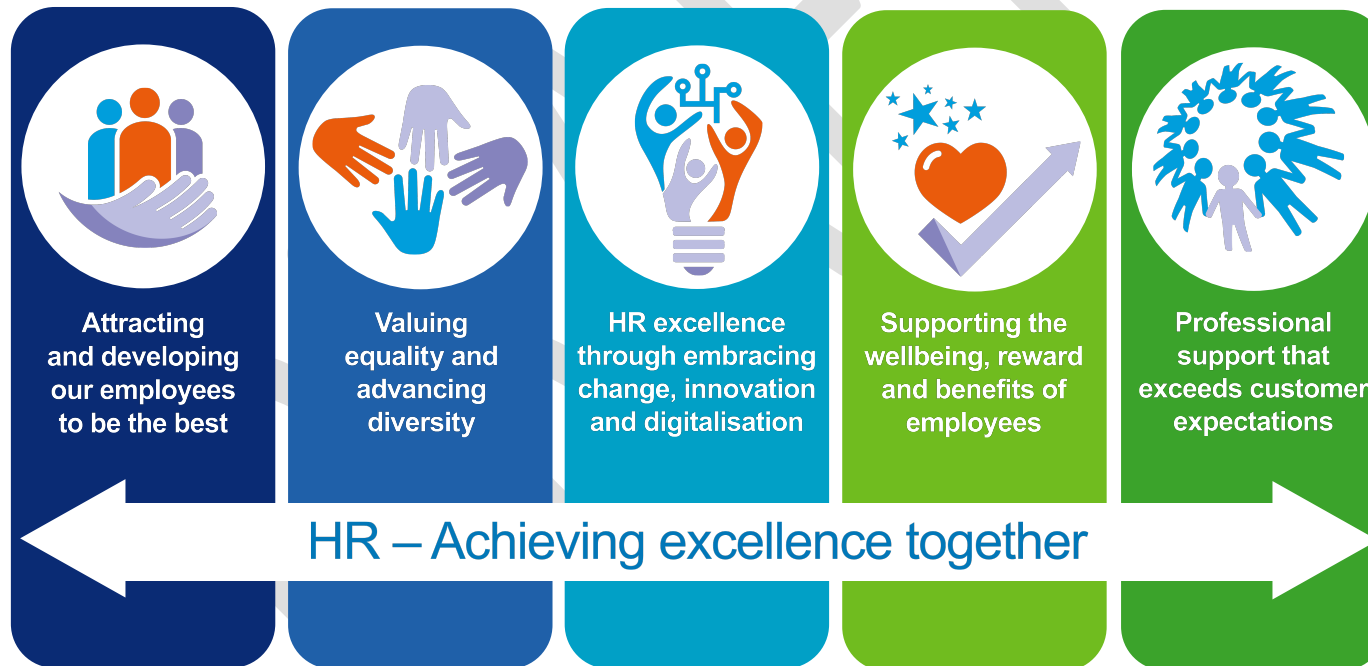 Attracting
and developing
our employees
to be the best
Valuing
equality and
advancing
diversity
HR excellence
through embracing
change, innovation
and digitalisation
Supporting the
wellbeing, reward
and benefits of
employees
Professional
support that
exceeds customer
expectations
HR – Achieving excellence together